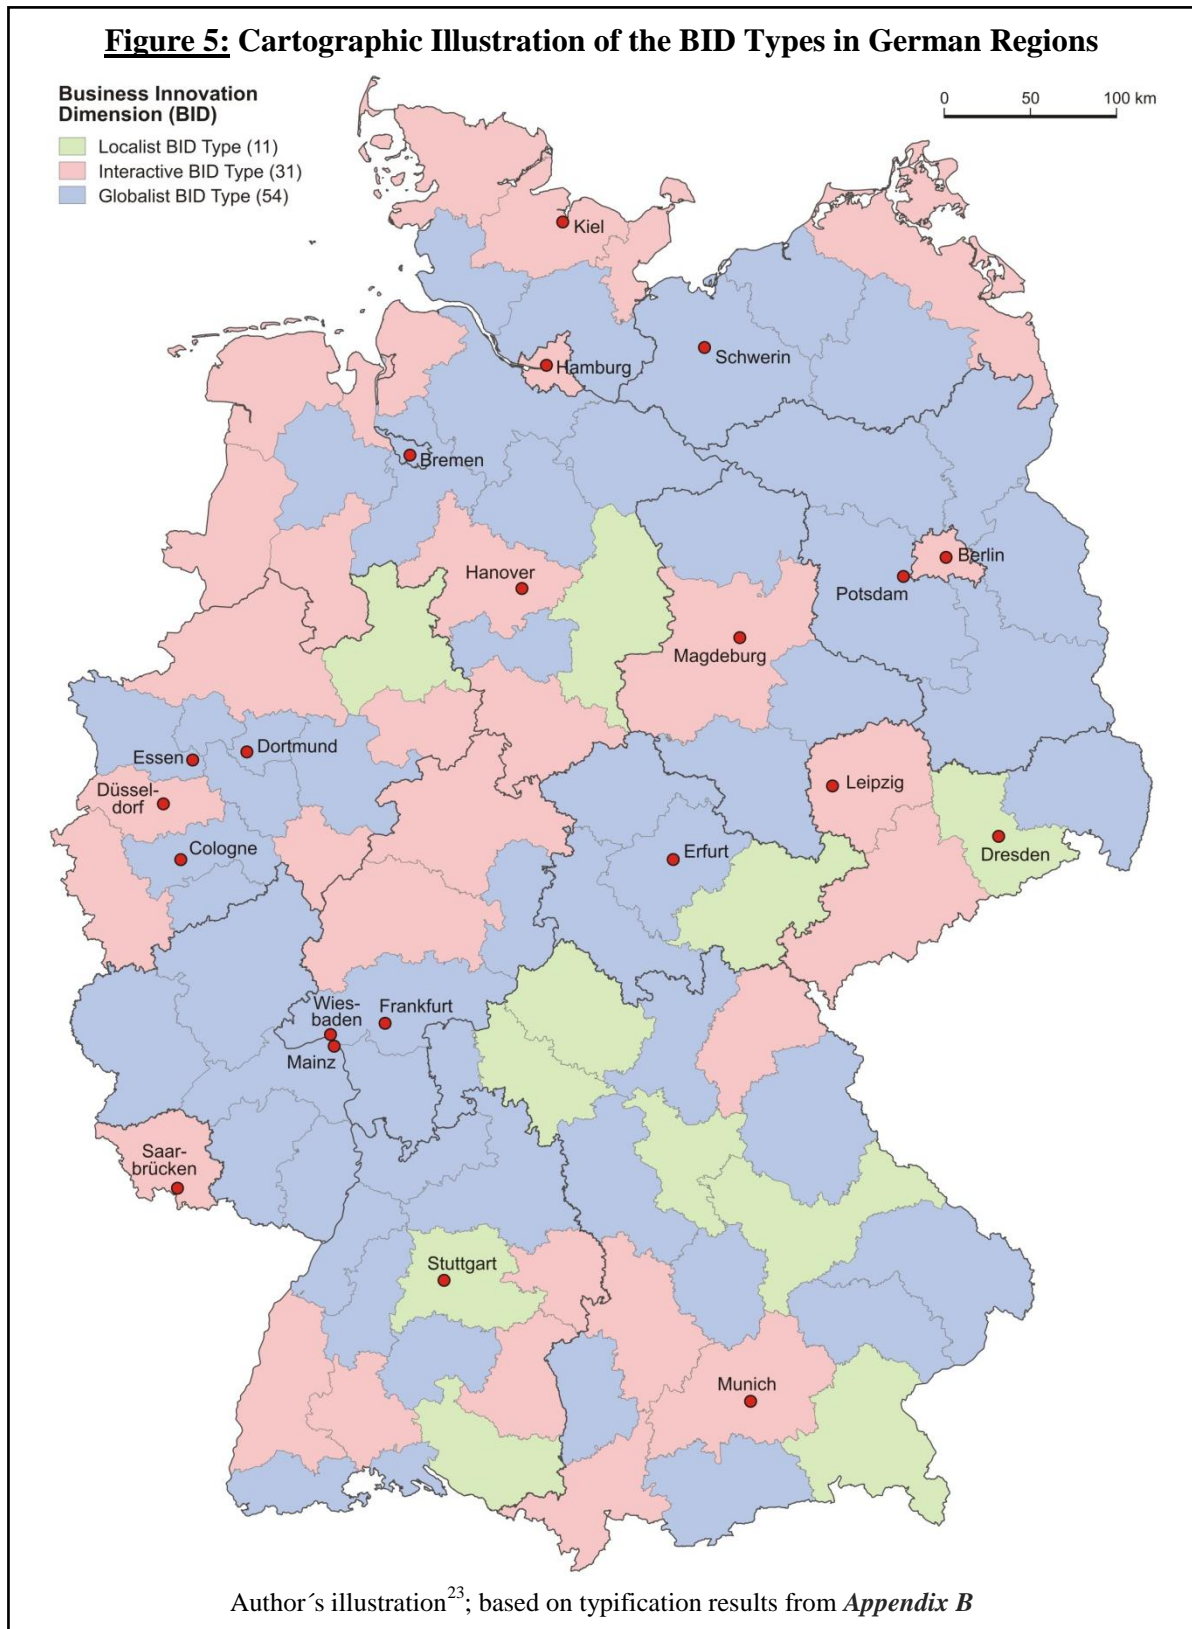 Figure 5: Cartographic Illustration of the BID Types in German Regions
Business Innovation
Dimension (BID)
Localist BID Type (11)
Interactive BID Type (31)
Globalist BID Type (54)
0 50 100 km
Kiel
Schwerin
Hamburg
Bremen
Berlin
Hanover
Potsdam
Magdeburg
Dortmund
Essen
Leipzig
Düssel-
dorf
Cologne
Erfurt
Dresden
Wies-
baden
Frankfurt
Mainz
Saar-
brücken
Stuttgart
Munich
Author´s illustration23; based on typification results from Appendix B